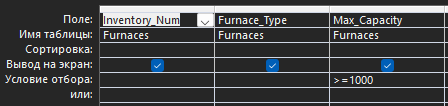 Поле: Inventory_Num Furnace_Type Max_Capacity
Имя таблицы: Furnaces Furnaces Furnaces
Сортировка:
Вывод на экран:
Условие отбора: >=1000
или: